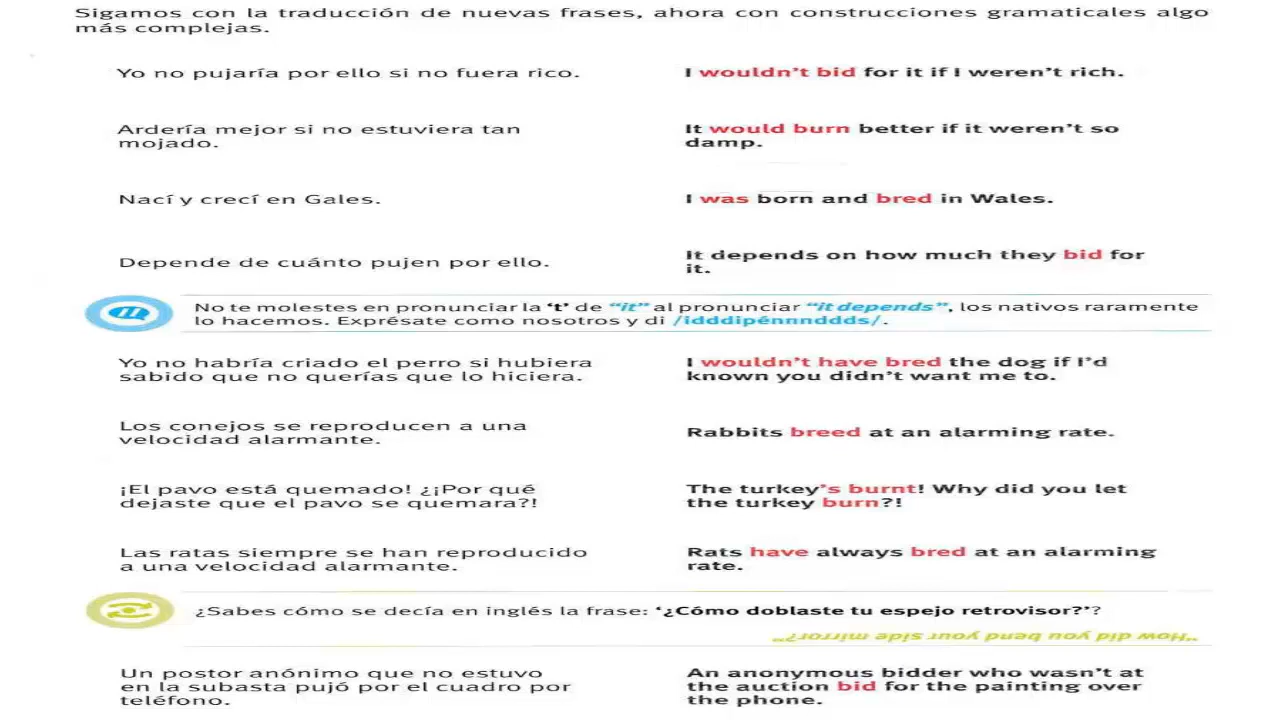 Sigamos con la traducción de nuevas frases, ahora con construcciones gramaticales algo
más complejas.
Yo no pujaría por ello si no fuera rico.
I wouldn't bid for it if I weren't rich.
Ardería mejor si no estuviera tan
mojado.
It would burn better if it weren't so
damp.
Nací y crecí en Gales.
I was born and bred in Wales.
Depende de cuánto pujen por ello.
It depends on how much they bid for
it.
No te molestes en pronunciar la 't' de "it" al pronunciar "it depends", los nativos raramente
lo hacemos. Exprésate como nosotros y di /idddipénnnddds/.
Yo no habría criado el perro si hubiera
sabido que no querías que lo hiciera.
I wouldn't have bred the dog if I'd
known you didn't want me to.
Los conejos se reproducen a una
velocidad alarmante.
Rabbits breed at an alarming rate.
¡El pavo está quemado! ¿¡Por qué
dejaste que el pavo se quemara?!
The turkey's burnt! Why did you let
the turkey burn?!
Las ratas siempre se han reproducido
a una velocidad alarmante.
Rats have always bred at an alarming
rate.
¿Sabes cómo se decía en inglés la frase: '¿Cómo doblaste tu espejo retrovisor?'?
"How did you bend your side mirror?"
Un postor anónimo que no estuvo
en la subasta pujó por el cuadro por
teléfono.
An anonymous bidder who wasn't at
the auction bid for the painting over
the phone.